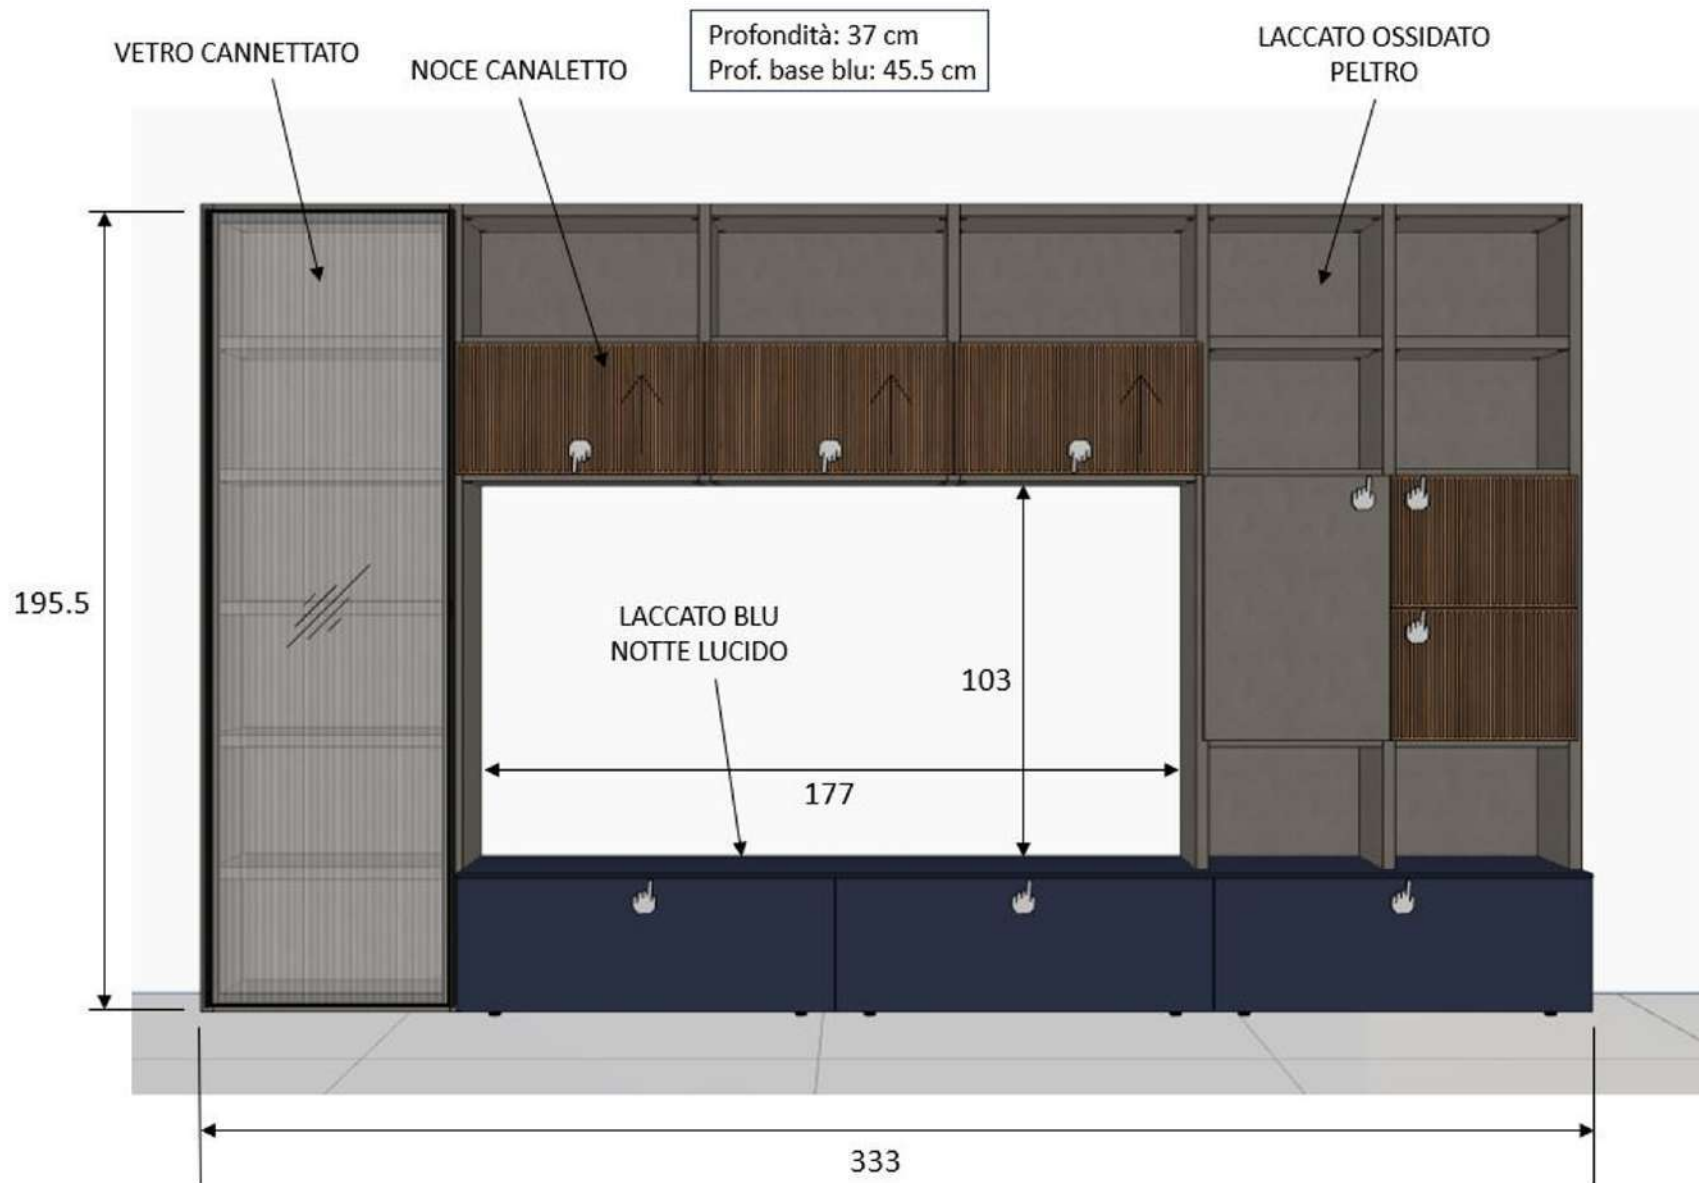 Profondità: 37 cm
Prof. base blu: 45.5 cm
VETRO CANNETTATO
NOCE CANALETTO
LACCATO OSSIDATO
PELTRO
195.5
LACCATO BLU
NOTTE LUCIDO
103
177
333